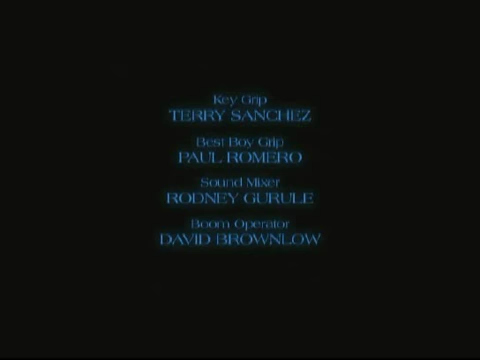 Key Grip
TERRY SANCHEZ
Best Boy Grip
PAUL ROMERO
Sound Mixer
RODNEY GURULE
Boom Operator
DAVID BROWNLOW